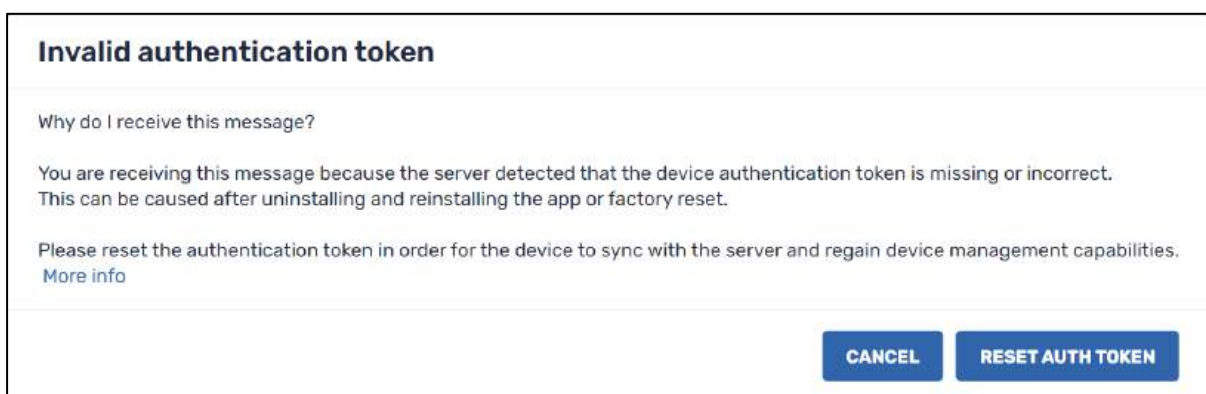 Invalid authentication token
Why do I receive this message?
You are receiving this message because the server detected that the device authentication token is missing or incorrect.
This can be caused after uninstalling and reinstalling the app or factory reset.
Please reset the authentication token in order for the device to sync with the server and regain device management capabilities.
More info
CANCEL RESET AUTH TOKEN